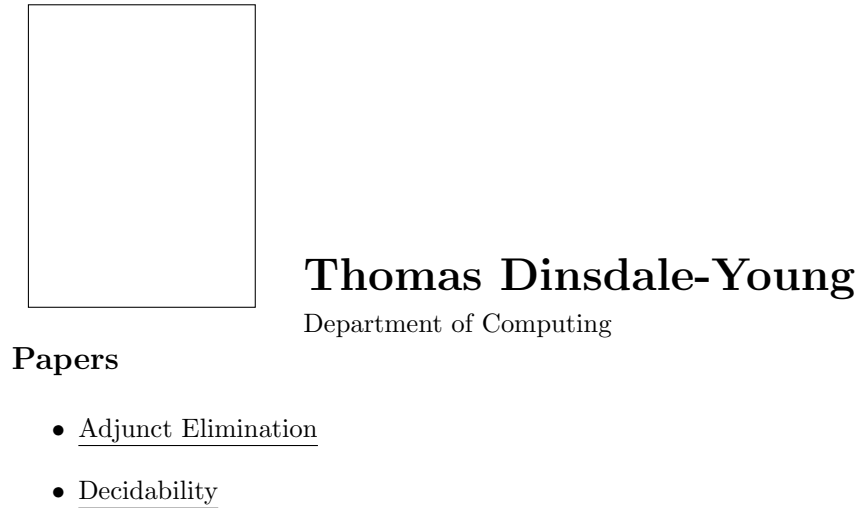 Thomas Dinsdale-Young
Department of Computing
Papers
• Adjunct Elimination
• Decidability